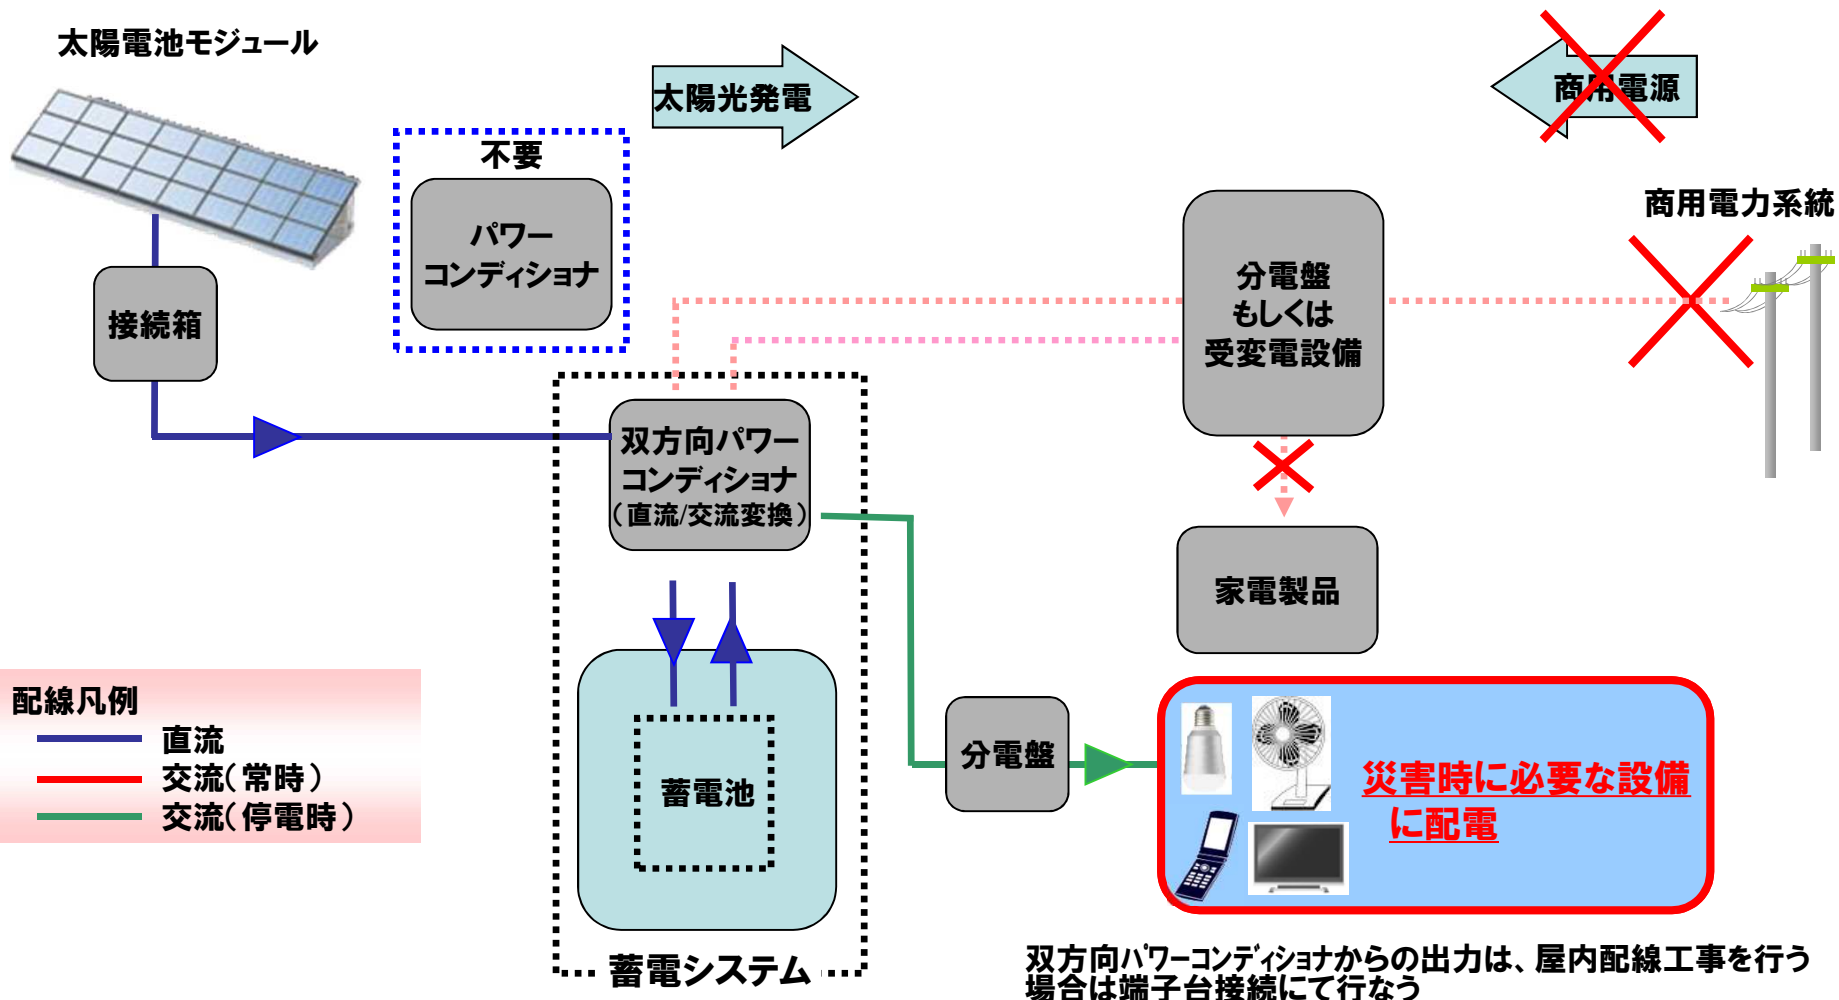 太陽電池モジュール
太陽光発電
商用電源
不要
パワー
コンディショナ
商用電力系統
接続箱
分電盤
もしくは
受変電設備
双方向パワー
コンディショナ
(直流/交流変換)
家電製品
配線凡例
直流
交流(常時)
交流(停電時)
蓄電池
分電盤
災害時に必要な設備
に配電
蓄電システム
双方向パワーコンディショナからの出力は、屋内配線工事を行う
場合は端子台接続にて行なう